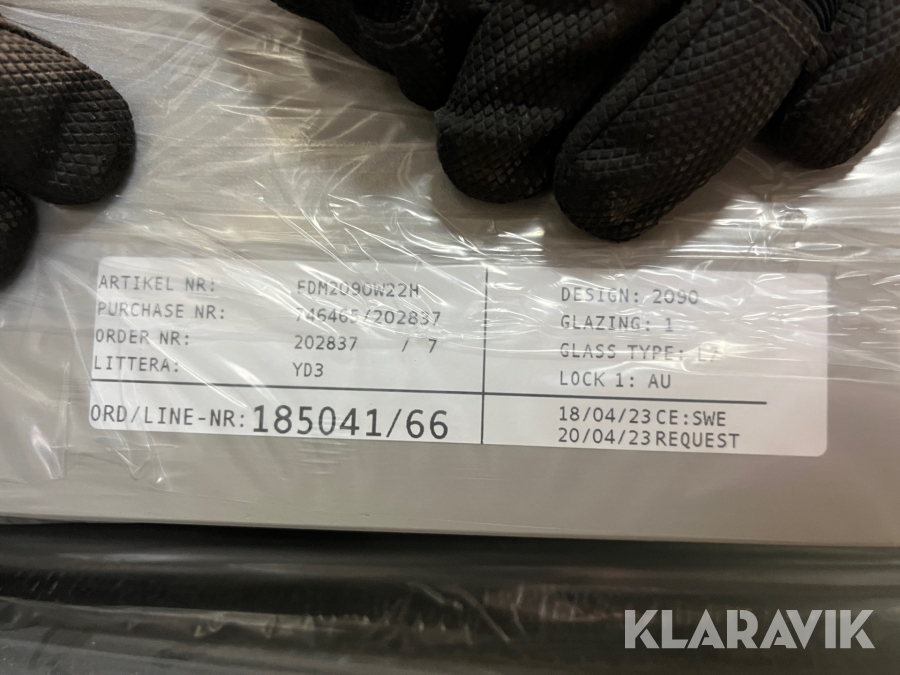 ARTIKEL NR: FDM2090W22H
PURCHASE NR: 746465/202837
ORDER NR: 202837 / 7
LITTERA: YD3
ORD/LINE-NR: 185041/66
DESIGN: 2090
GLAZING: 1
GLASS TYPE:
LOCK 1: AU
18/04/23 CE:SWE
20/04/23 REQUEST
KLARAVIK